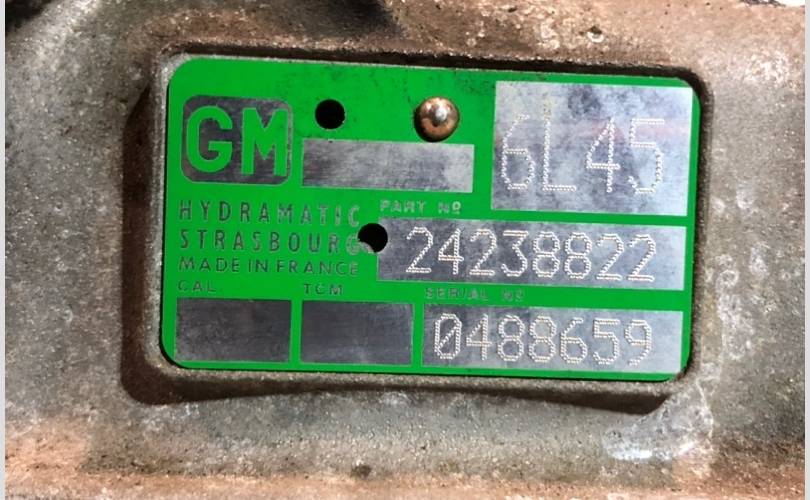 GM
6L45
HYDRAMATIC
STRASBOURG
MADE IN FRANCE
PART Nº
24238822
CAL.
TCM
SERIAL Nº
0488659